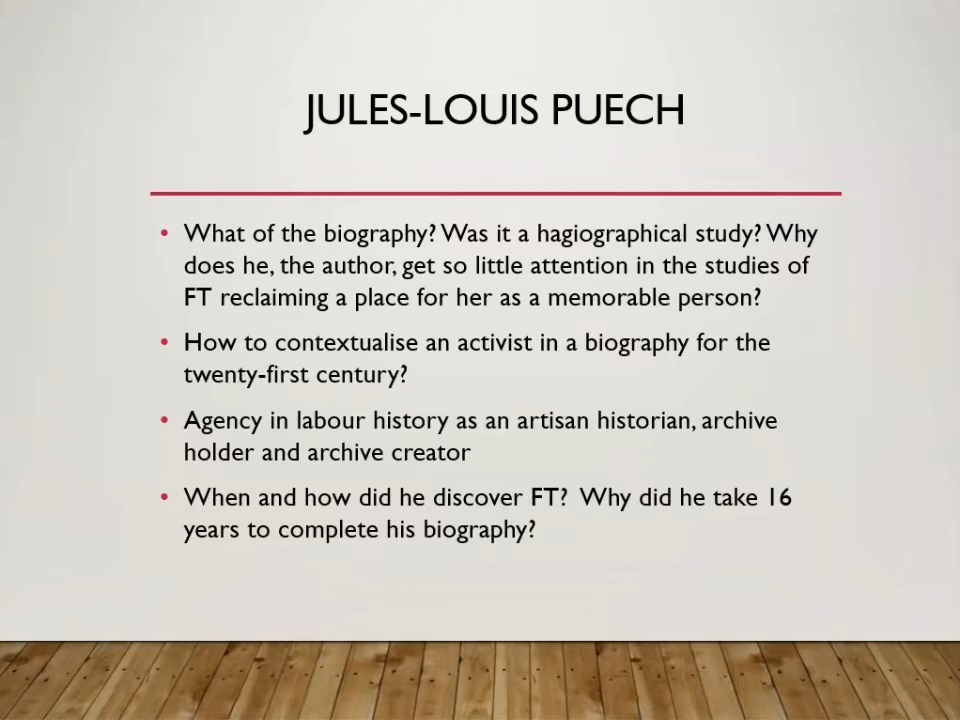 JULES-LOUIS PUECH
• What of the biography? Was it a hagiographical study? Why
does he, the author, get so little attention in the studies of
FT reclaiming a place for her as a memorable person?
• How to contextualise an activist in a biography for the
twenty-first century?
• Agency in labour history as an artisan historian, archive
holder and archive creator
• When and how did he discover FT?  Why did he take 16
years to complete his biography?